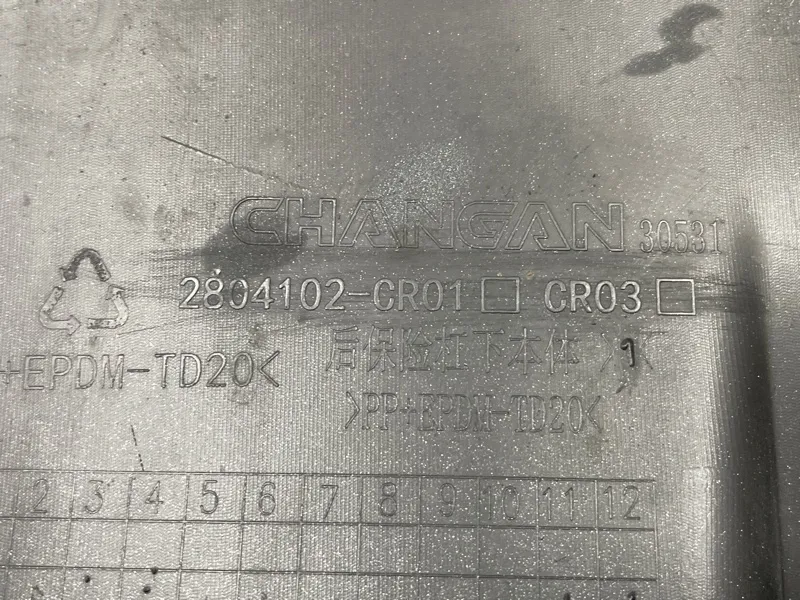 CHANGAN 30531
2804102-CR01□ CR03□
后保险杠下本体
+EPDM-TD20<
>PP+EPDM-TD20<
2 3 4 5 6 7 8 9 10 11 12